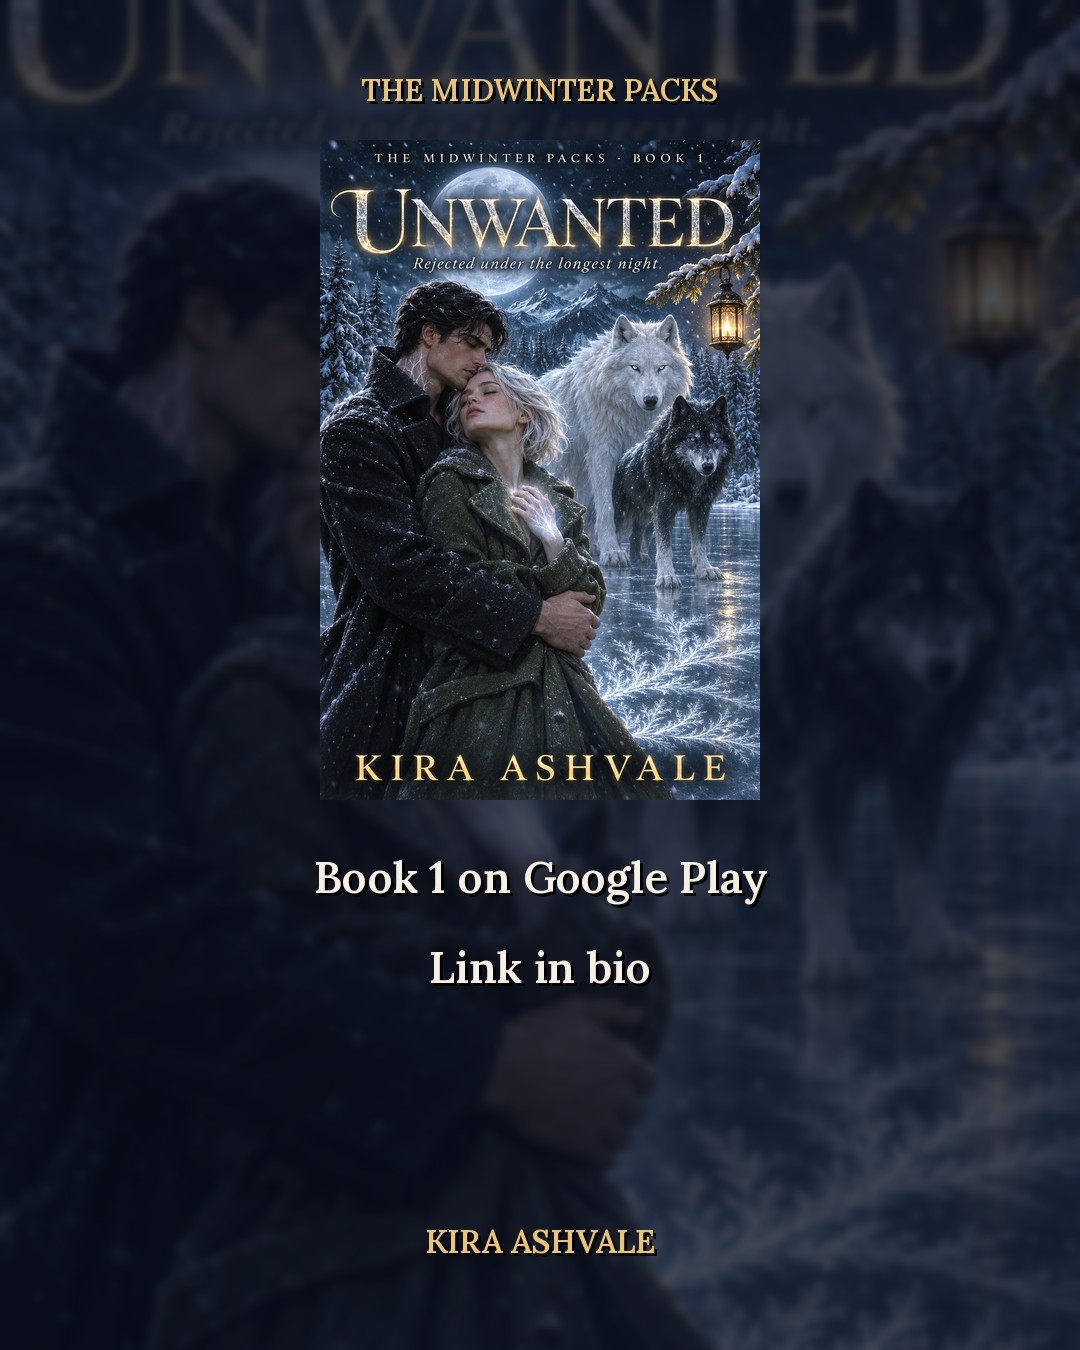 THE MIDWINTER PACKS
THE MIDWINTER PACKS · BOOK 1
UNWANTED
Rejected under the longest night.
KIRA ASHVALE
Book 1 on Google Play
Link in bio
KIRA ASHVALE